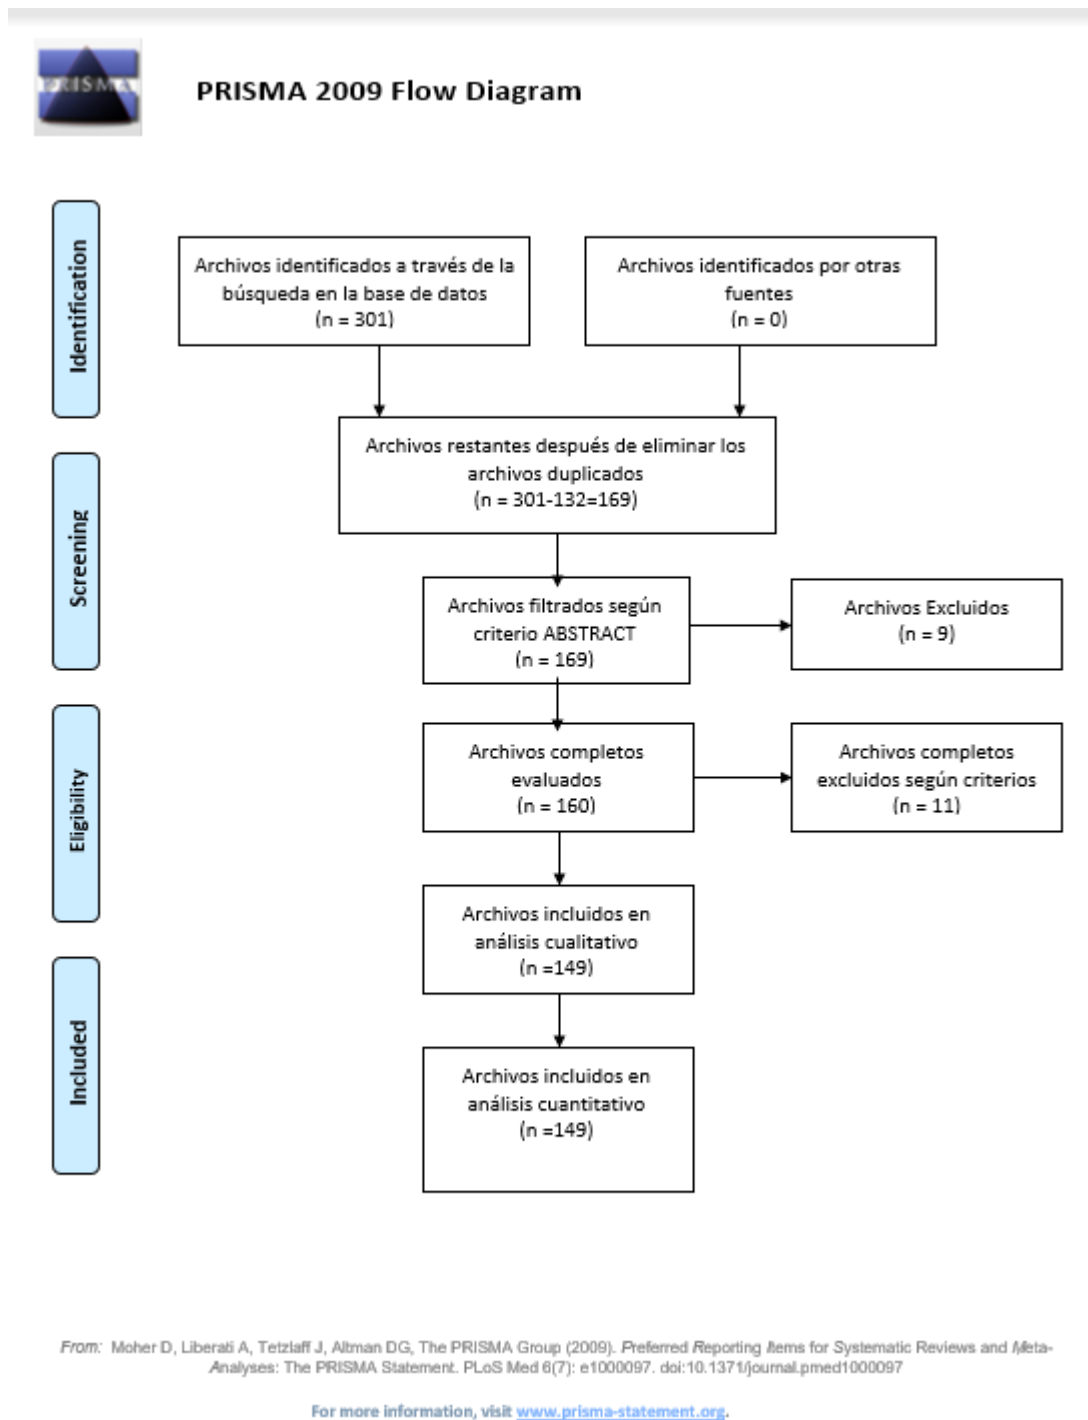 PRISMA
PRISMA 2009 Flow Diagram
Identification
Archivos identificados a través de la
búsqueda en la base de datos
(n = 301)
Archivos identificados por otras
fuentes
(n = 0)
Archivos restantes después de eliminar los
archivos duplicados
(n = 301-132=169)
Screening
Archivos filtrados según
criterio ABSTRACT
(n = 169)
Archivos Excluidos
(n = 9)
Eligibility
Archivos completos
evaluados
(n = 160)
Archivos completos
excluidos según criterios
(n = 11)
Archivos incluidos en
análisis cualitativo
(n =149)
Included
Archivos incluidos en
análisis cuantitativo
(n =149)
From: Moher D, Liberati A, Tetzlaff J, Altman DG, The PRISMA Group (2009). Preferred Reporting Items for Systematic Reviews and Meta-
Analyses: The PRISMA Statement. PLoS Med 6(7): e1000097. doi:10.1371/journal.pmed1000097
For more information, visit www.prisma-statement.org.